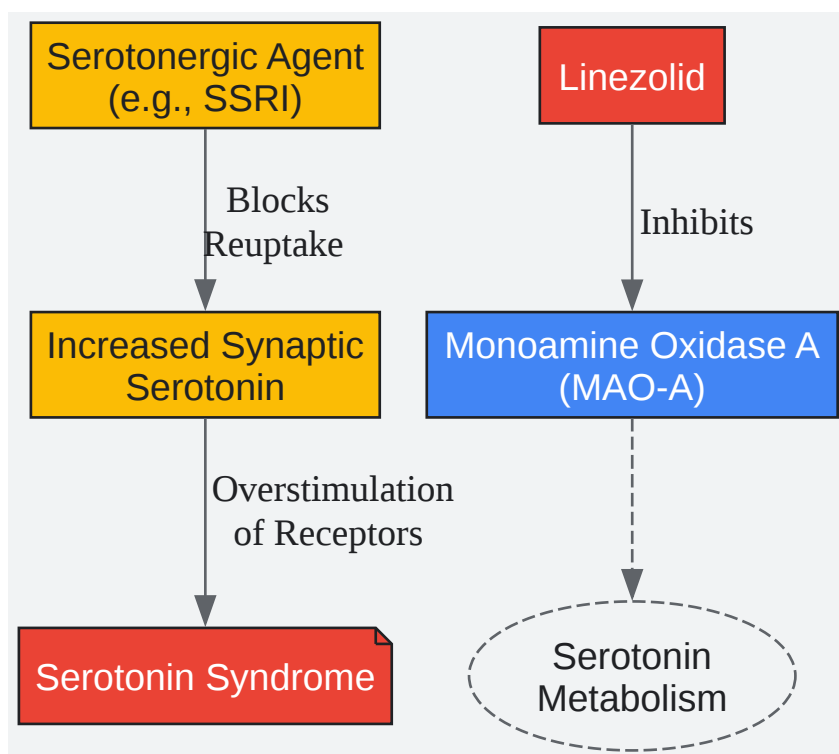 Serotonergic Agent
(e.g., SSRI)
Linezolid
Blocks
Reuptake
Inhibits
Increased Synaptic
Serotonin
Monoamine Oxidase A
(MAO-A)
Overstimulation
of Receptors
Serotonin Syndrome
Serotonin
Metabolism